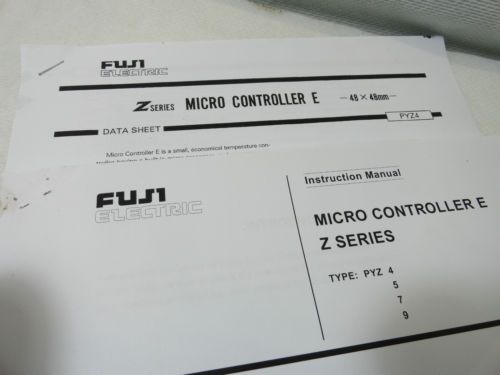 FUJI
ELECTRIC
Z SERIES MICRO CONTROLLER E —48×48mm—
PYZ4
DATA SHEET
Micro Controller E is a small, economical temperature con-
FUJI
ELECTRIC
Instruction Manual
MICRO CONTROLLER E
Z SERIES
TYPE: PYZ 4
5
7
9